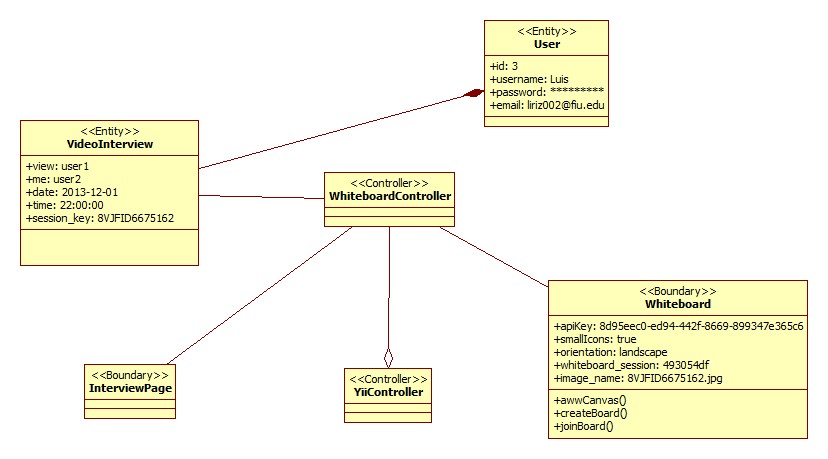 <<Entity>>
User
+id: 3
+username: Luis
+password: *********
+email: liriz002@fiu.edu
<<Entity>>
VideoInterview
+view: user1
+me: user2
+date: 2013-12-01
+time: 22:00:00
+session_key: 8VJFID6675162
<<Controller>>
WhiteboardController
<<Boundary>>
Whiteboard
+apiKey: 8d95eec0-ed94-442f-8669-899347e365c6
+smallIcons: true
+orientation: landscape
+whiteboard_session: 493054df
+image_name: 8VJFID6675162.jpg
+awwCanvas()
+createBoard()
+joinBoard()
<<Boundary>>
InterviewPage
<<Controller>>
YiiController